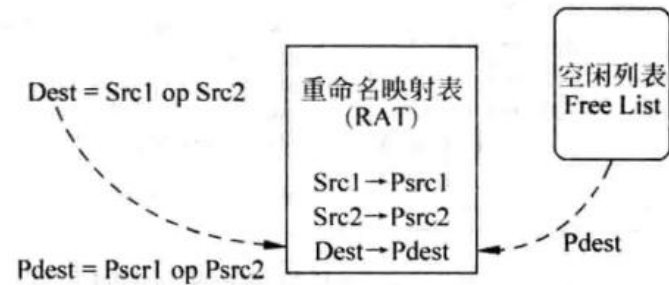 Dest = Src1 op Src2
Pdest = Pscr1 op Psrc2
重命名映射表
(RAT)
Src1→Psrc1
Src2→Psrc2
Dest→Pdest
空闲列表
Free List
Pdest